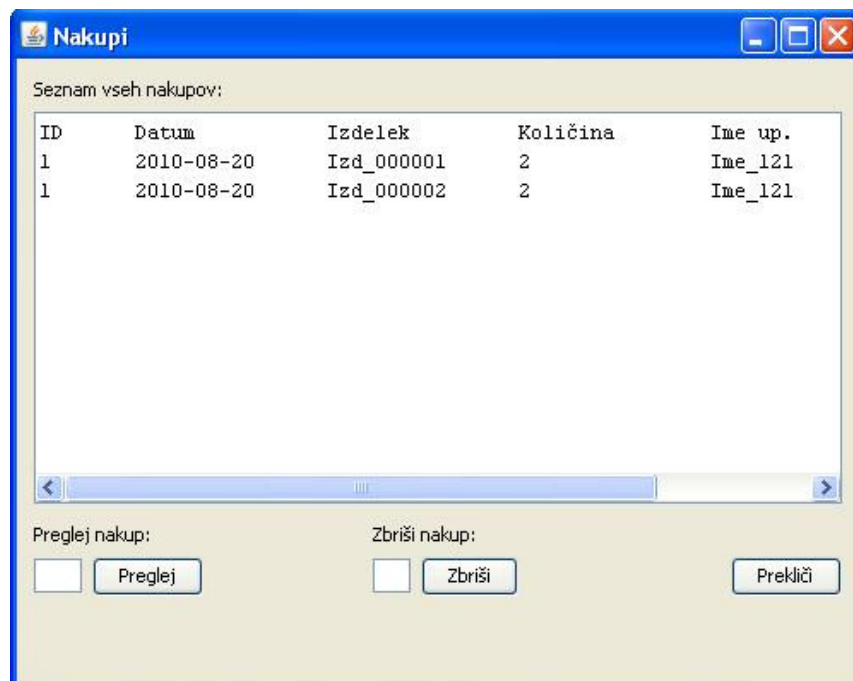 Nakupi
Seznam vseh nakupov:
ID Datum Izdelek Količina Ime up.
1 2010-08-20 Izd_000001 2 Ime_121
1 2010-08-20 Izd_000002 2 Ime_121
Preglej nakup: Zbriši nakup:
Preglej Zbriši Prekliči